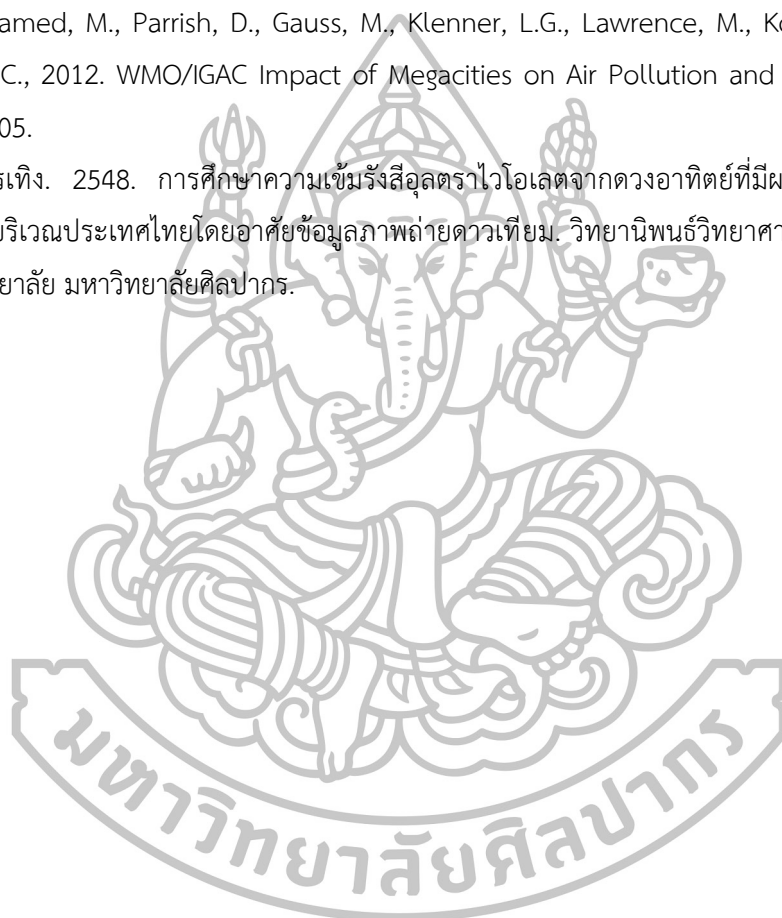 amed, M., Parrish, D., Gauss, M., Klenner, L.G., Lawrence, M.,
C., 2012. WMO/IGAC Impact of Megacities on Air Pollution and
05.
รเทิง. 2548. การศึกษาความเข้มรังสีอุลตราไวโอเลตจากดวงอาทิตย์ที่มีผ
บริเวณประเทศไทยโดยอาศัยข้อมูลภาพถ่ายดาวเทียม. วิทยานิพนธ์วิทยาศา
ยาลัย มหาวิทยาลัยศิลปากร.
มหาวิทยาลัยศิลปากร